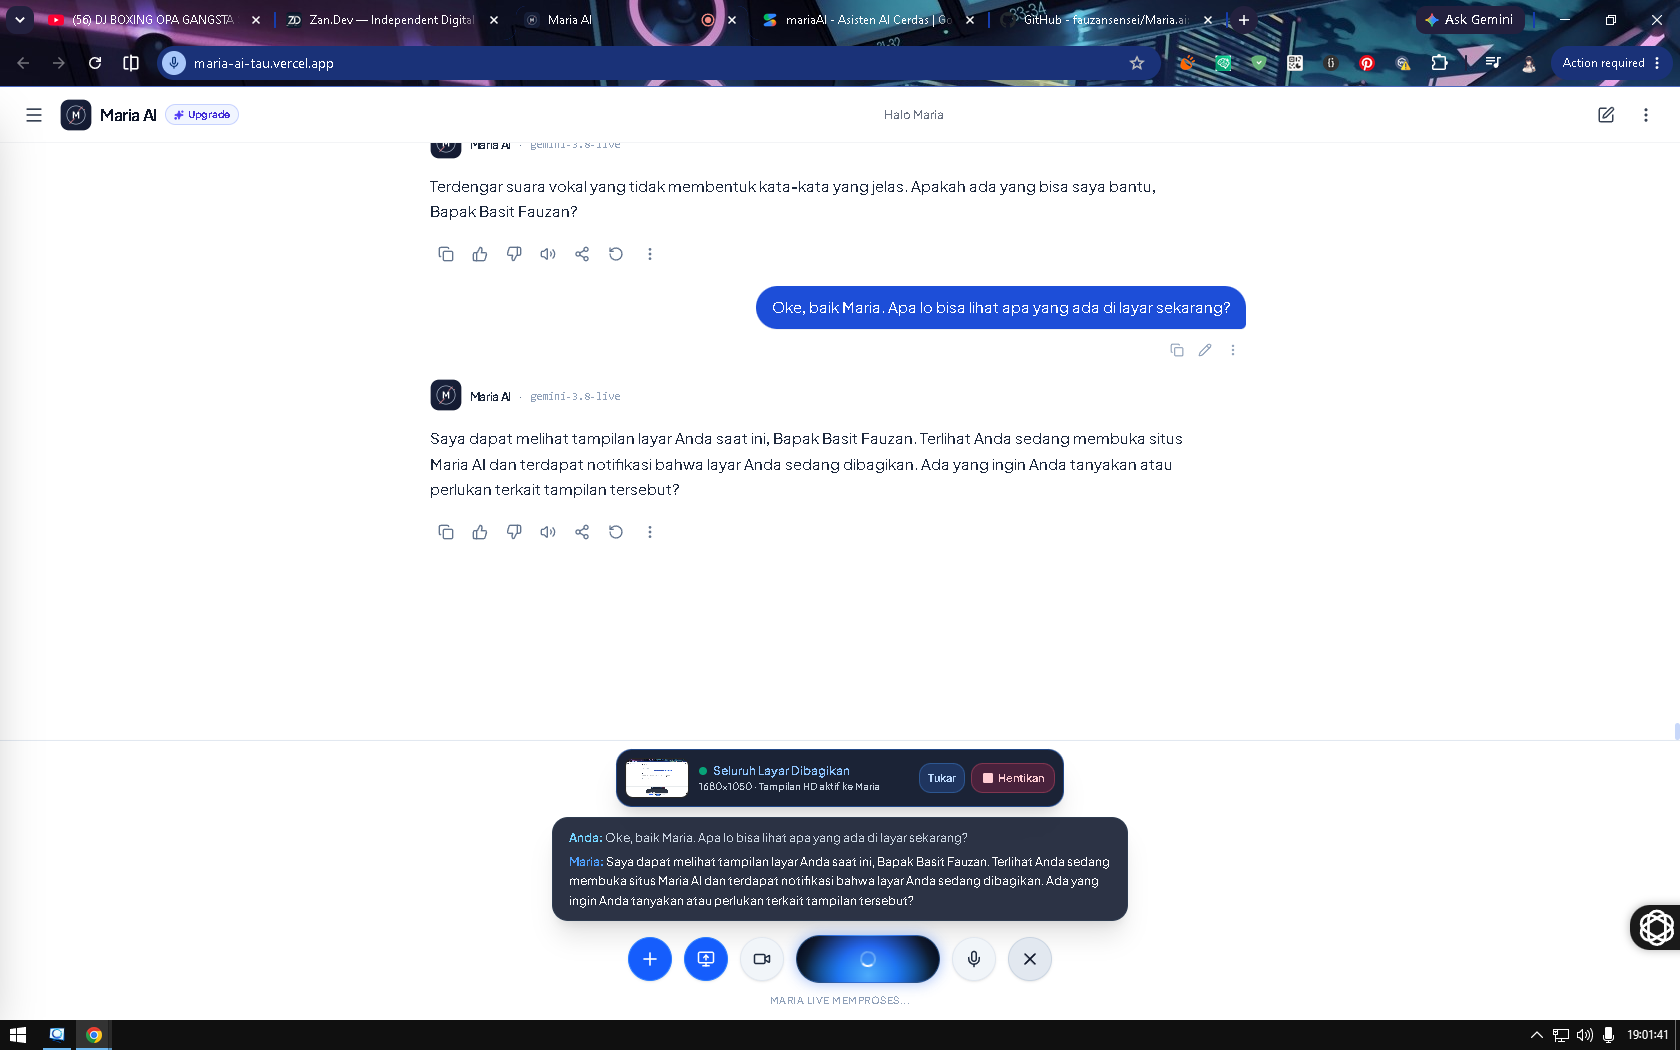 (56) DJ BOXING OPA GANGSTA
Zan.Dev — Independent Digital
Maria AI
mariaAI - Asisten AI Cerdas | Go
GitHub - fauzansensei/Maria.ai:
Ask Gemini
maria-ai-tau.vercel.app
Action required
Maria AI
Upgrade
Halo Maria
Maria AI · gemini-3.8-live
Terdengar suara vokal yang tidak membentuk kata-kata yang jelas. Apakah ada yang bisa saya bantu,
Bapak Basit Fauzan?
Oke, baik Maria. Apa lo bisa lihat apa yang ada di layar sekarang?
M
Maria AI · gemini-3.8-live
Saya dapat melihat tampilan layar Anda saat ini, Bapak Basit Fauzan. Terlihat Anda sedang membuka situs
Maria AI dan terdapat notifikasi bahwa layar Anda sedang dibagikan. Ada yang ingin Anda tanyakan atau
perlukan terkait tampilan tersebut?
Seluruh Layar Dibagikan
1680×1050 · Tampilan HD aktif ke Maria
Tukar
Hentikan
Anda: Oke, baik Maria. Apa lo bisa lihat apa yang ada di layar sekarang?
Maria: Saya dapat melihat tampilan layar Anda saat ini, Bapak Basit Fauzan. Terlihat Anda sedang
membuka situs Maria AI dan terdapat notifikasi bahwa layar Anda sedang dibagikan. Ada yang
ingin Anda tanyakan atau perlukan terkait tampilan tersebut?
MARIA LIVE MEMPROSES...
19:01:41